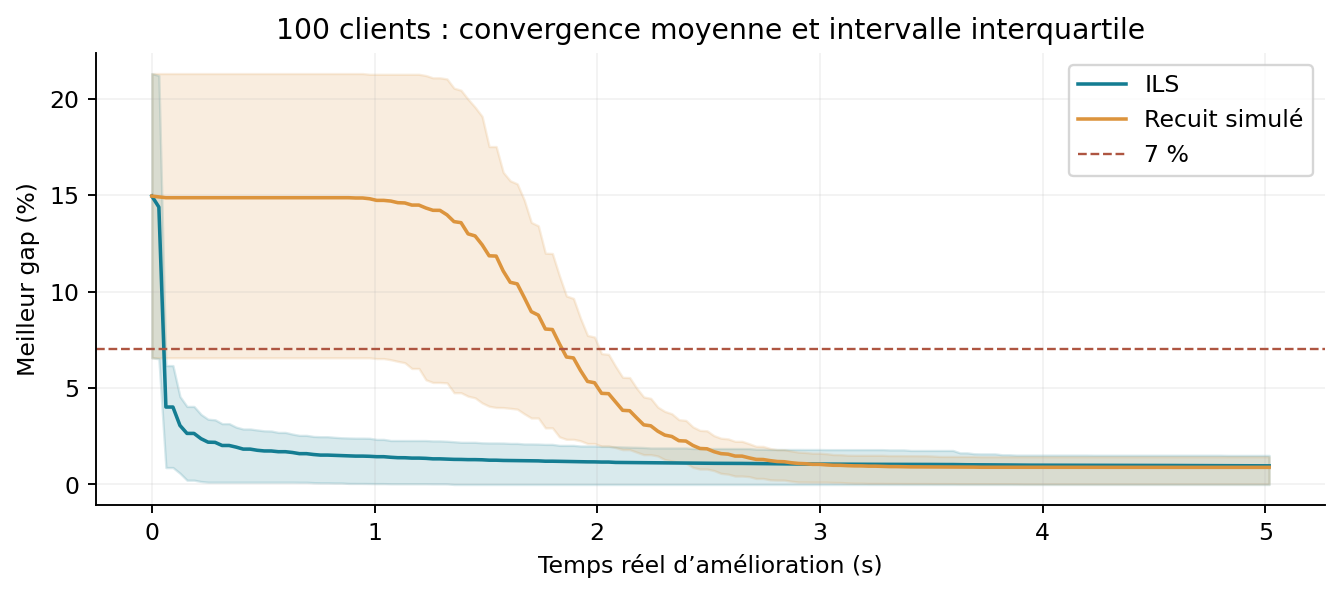 100 clients : convergence moyenne et intervalle interquartile
ILS
Recuit simulé
7 %
Meilleur gap (%)
20
15
10
5
0
0 1 2 3 4 5
Temps réel d’amélioration (s)